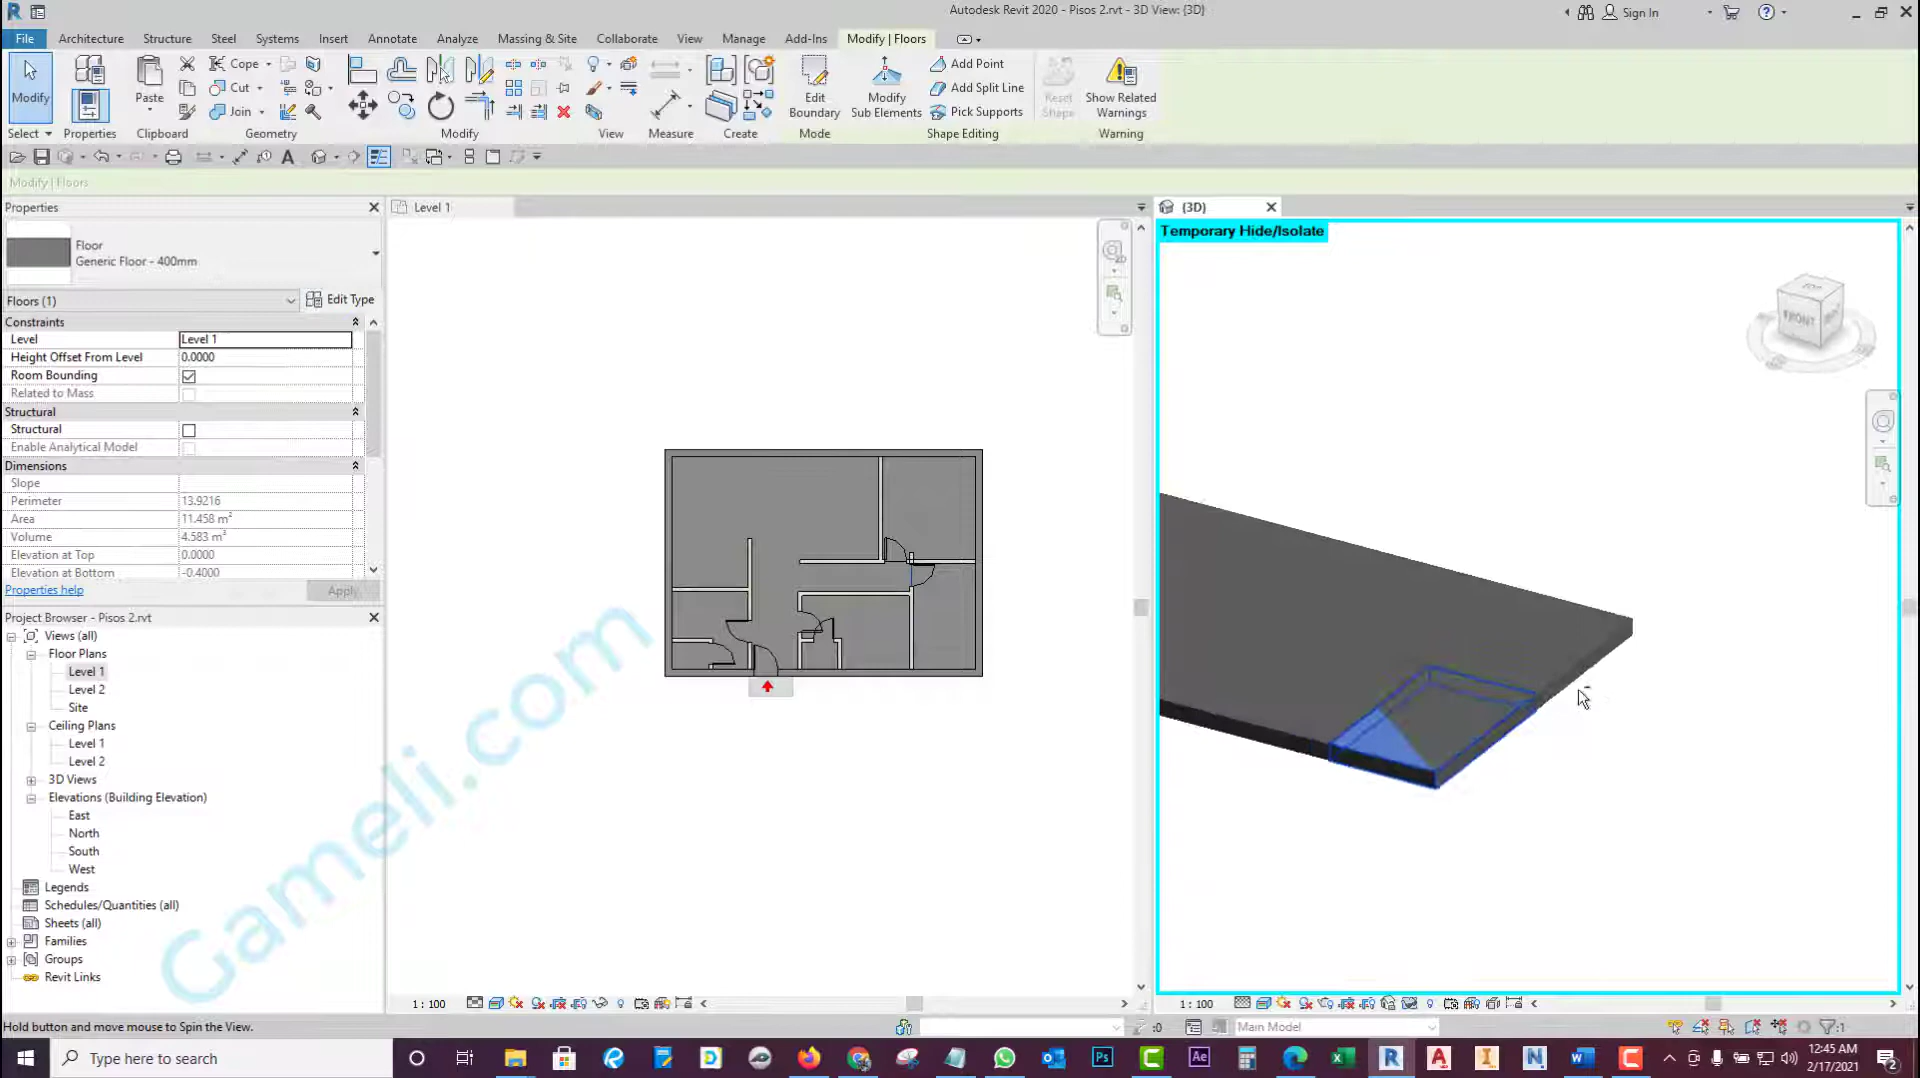 Autodesk Revit 2020 - Pisos 2.rvt - 3D View: {3D}
Sign In
File Architecture Structure Steel Systems Insert Annotate Analyze Massing & Site Collaborate View Manage Add-Ins Modify | Floors
Modify
Paste
Cope
Cut
Join
Edit Boundary
Modify Sub Elements
Add Point
Add Split Line
Pick Supports
Reset Shape
Show Related Warnings
Select Properties Clipboard Geometry Modify View Measure Create Mode Shape Editing Warning
Modify | Floors
Properties
Level 1
{3D}
Floor
Generic Floor - 400mm
Temporary Hide/Isolate
Floors (1) Edit Type
Constraints
Level Level 1
Height Offset From Level 0.0000
Room Bounding
Related to Mass
Structural
Structural
Enable Analytical Model
Dimensions
Slope
Perimeter 13.9216
Area 11.458 m²
Volume 4.583 m³
Elevation at Top 0.0000
Elevation at Bottom -0.4000
Properties help Apply
FRONT
Project Browser - Pisos 2.rvt
Views (all)
Floor Plans
Level 1
Level 2
Site
Ceiling Plans
Level 1
Level 2
3D Views
Elevations (Building Elevation)
East
North
South
West
Legends
Schedules/Quantities (all)
Sheets (all)
Families
Groups
Revit Links
Gameli.com
1 : 100
1 : 100
Hold button and move mouse to Spin the View.
:0
Main Model
:1
Type here to search
12:45 AM
2/17/2021